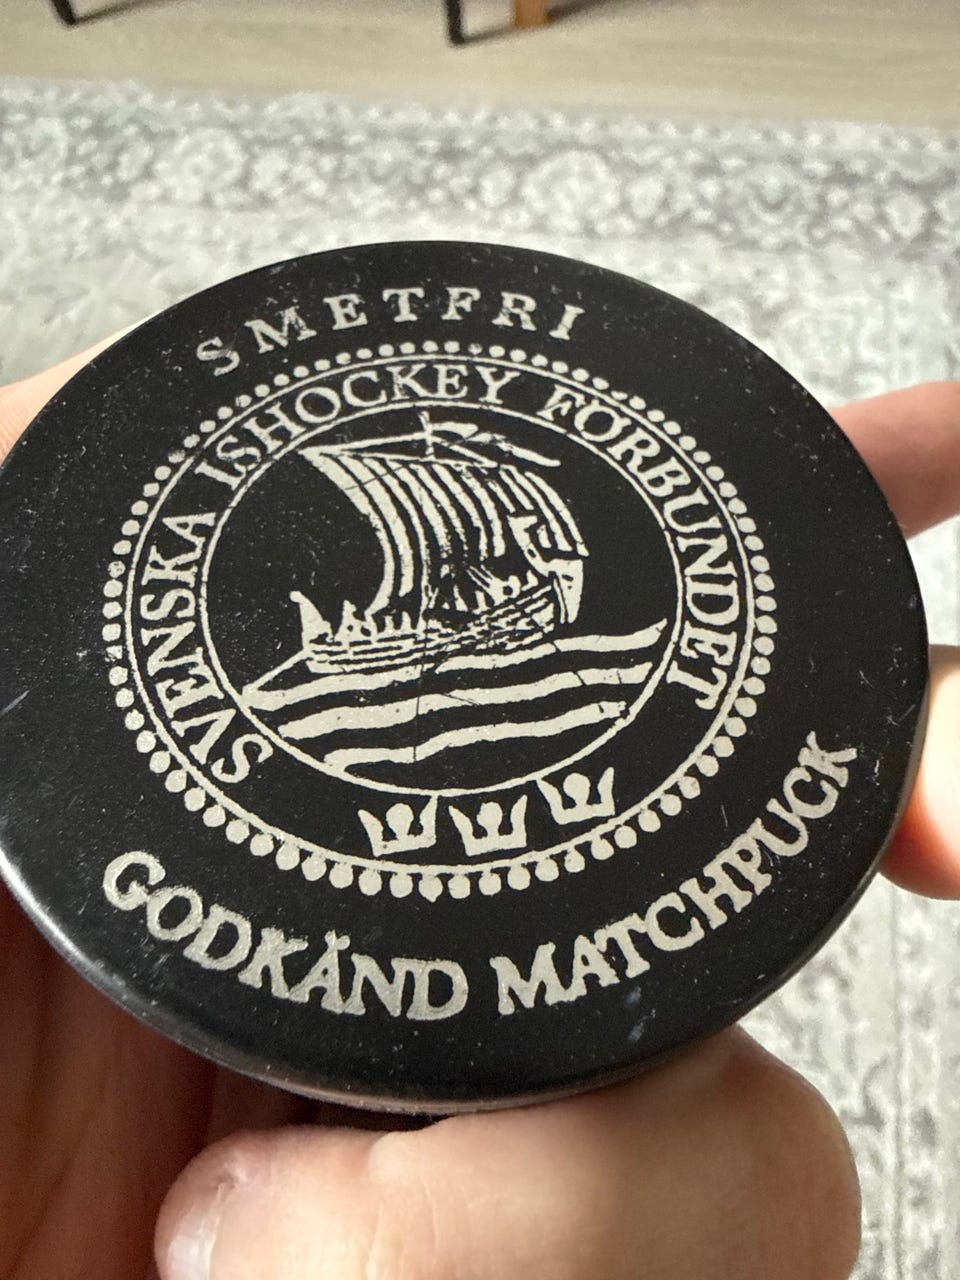 SMETFRI
SVENSKA ISHOCKEY FÖRBUNDET
GODKÄND MATCHPUCK